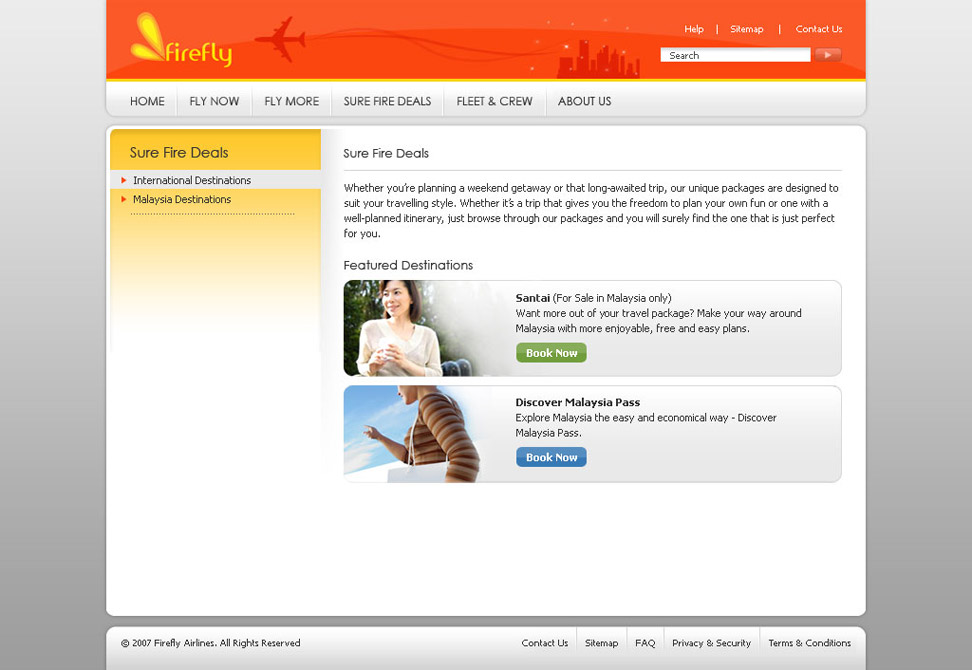 firefly
Help | Sitemap | Contact Us
Search
HOME
FLY NOW
FLY MORE
SURE FIRE DEALS
FLEET & CREW
ABOUT US
Sure Fire Deals
International Destinations
Malaysia Destinations
Sure Fire Deals
Whether you're planning a weekend getaway or that long-awaited trip, our unique packages are designed to
suit your travelling style. Whether it's a trip that gives you the freedom to plan your own fun or one with a
well-planned itinerary, just browse through our packages and you will surely find the one that is just perfect
for you.
Featured Destinations
Santai (For Sale in Malaysia only)
Want more out of your travel package? Make your way around
Malaysia with more enjoyable, free and easy plans.
Book Now
Discover Malaysia Pass
Explore Malaysia the easy and economical way - Discover
Malaysia Pass.
Book Now
© 2007 Firefly Airlines. All Rights Reserved
Contact Us
Sitemap
FAQ
Privacy & Security
Terms & Conditions